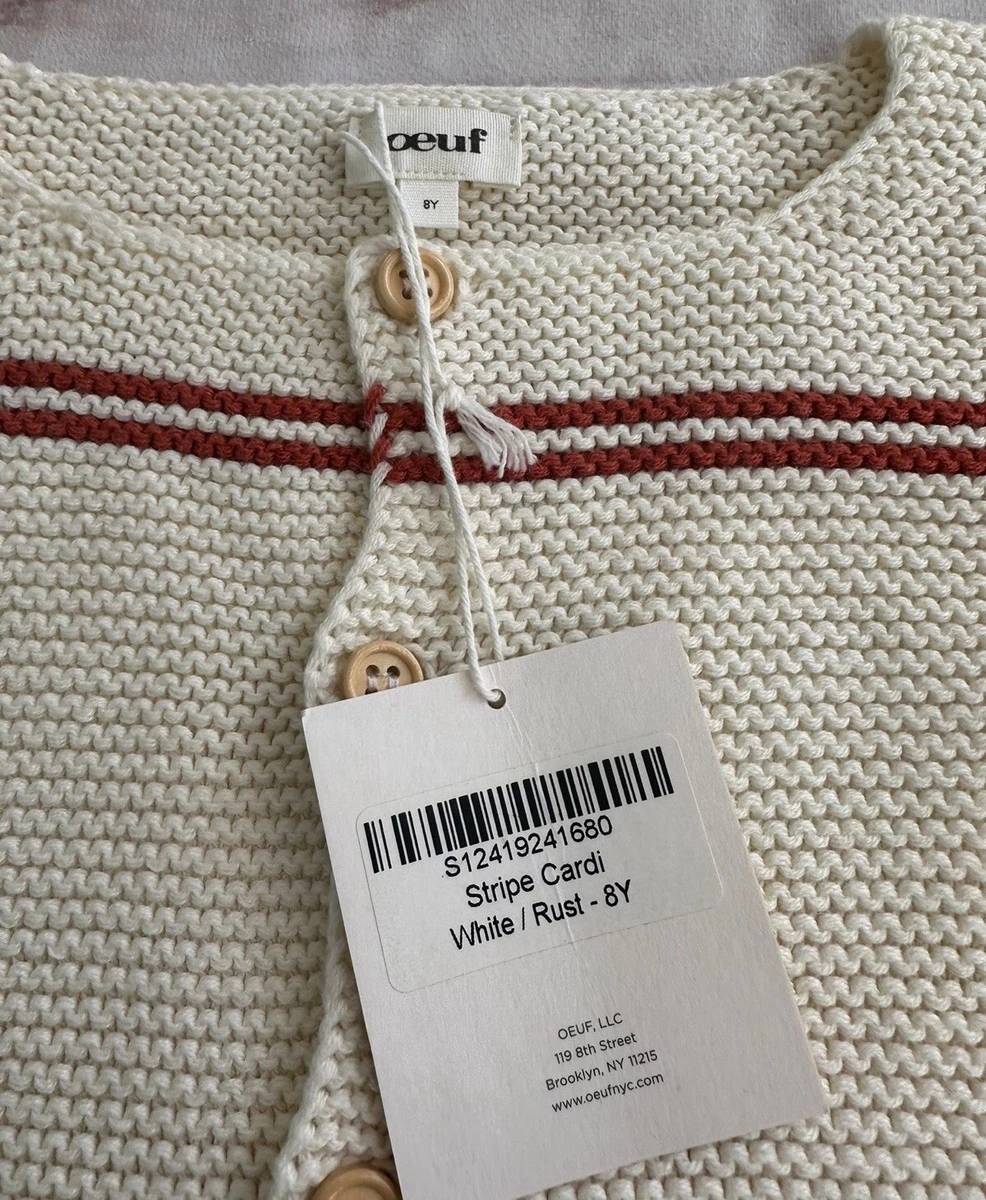 oeuf
8Y
S12419241680
Stripe Cardi
White / Rust - 8Y
OEUF, LLC
119 8th Street
Brooklyn, NY 11215
www.oeufnyc.com